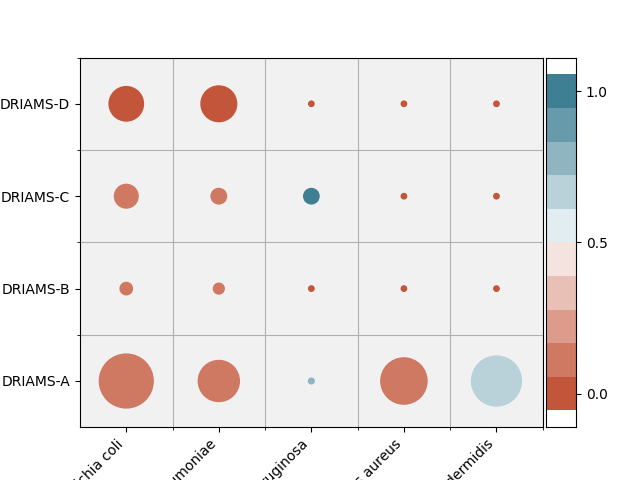 DRIAMS-D
DRIAMS-C
DRIAMS-B
DRIAMS-A
1.0
0.5
0.0
ichia coli
umoniae
uginosa
s aureus
dermidis